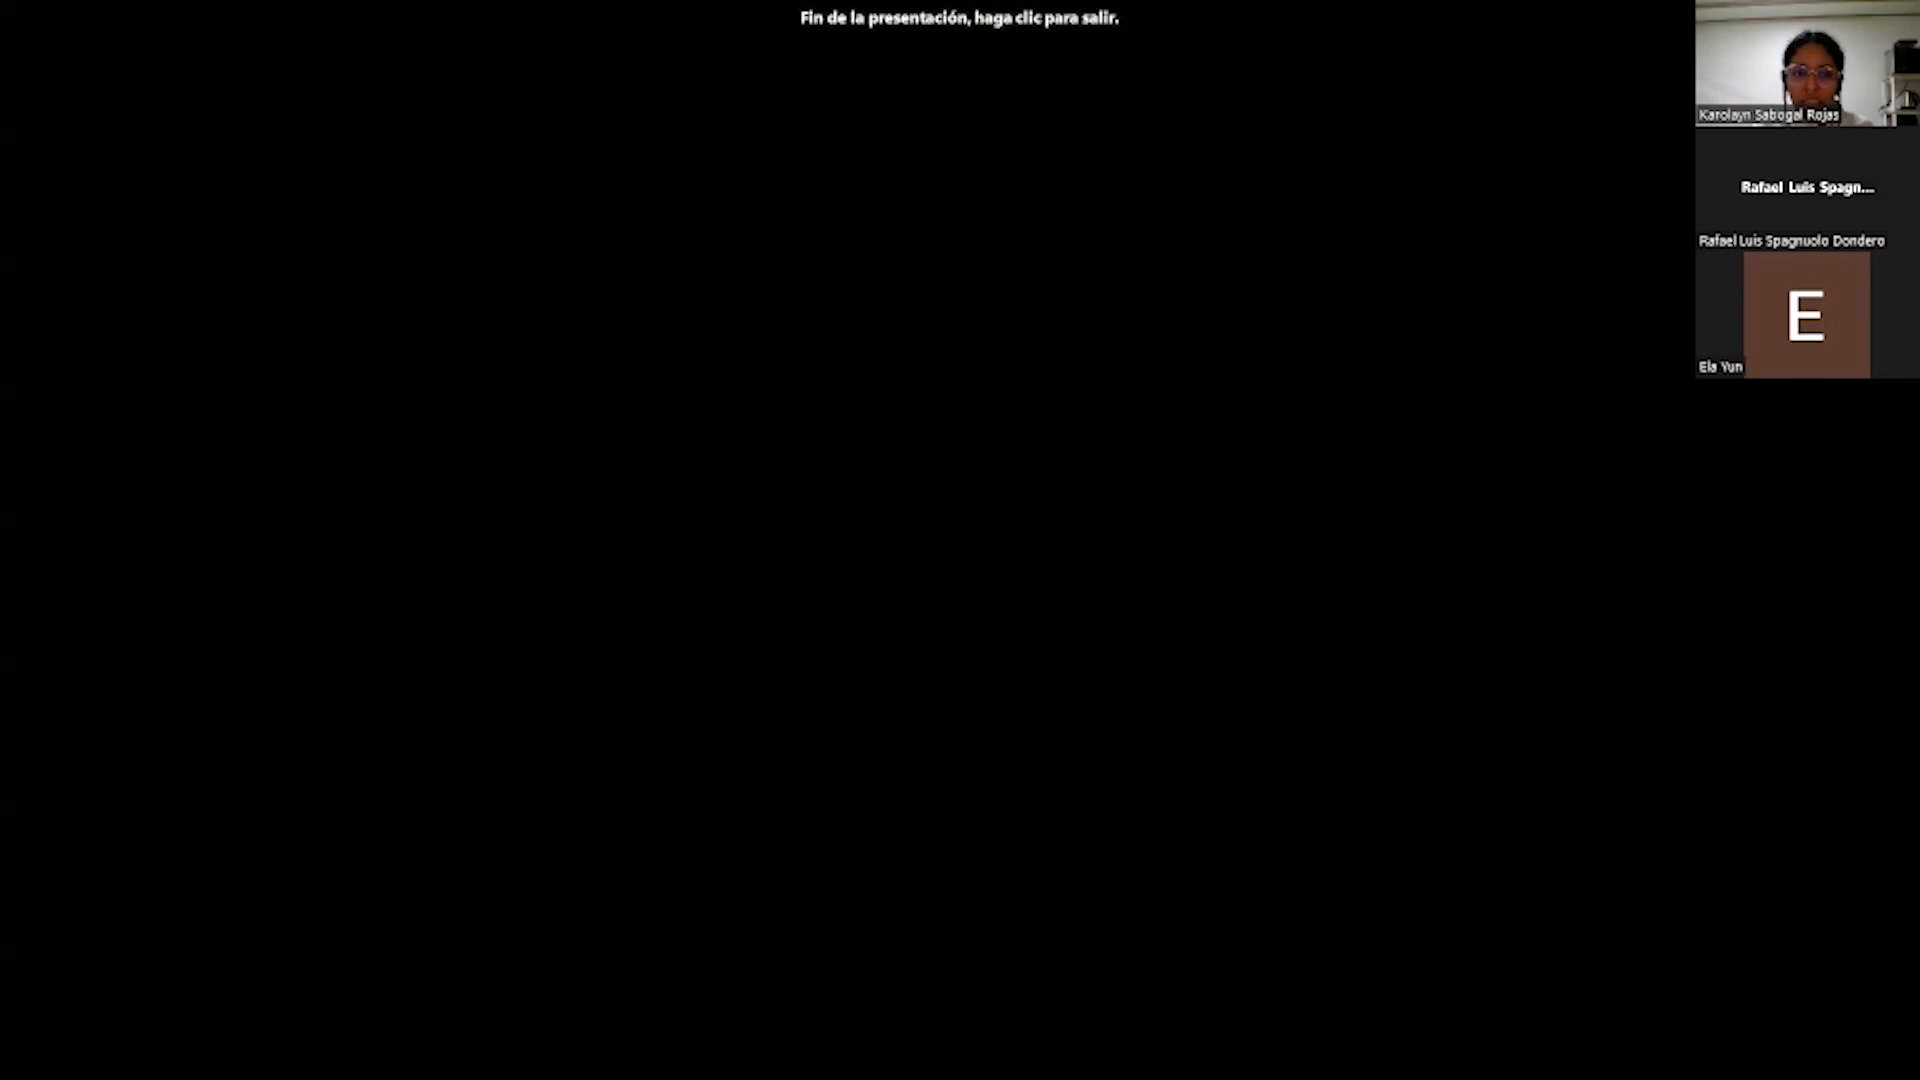 Fin de la presentación, haga clic para salir.
Karolayn Sabogal Rojas
Rafael Luis Spagn...
Rafael Luis Spagnuolo Dondero
E
Ela Yun